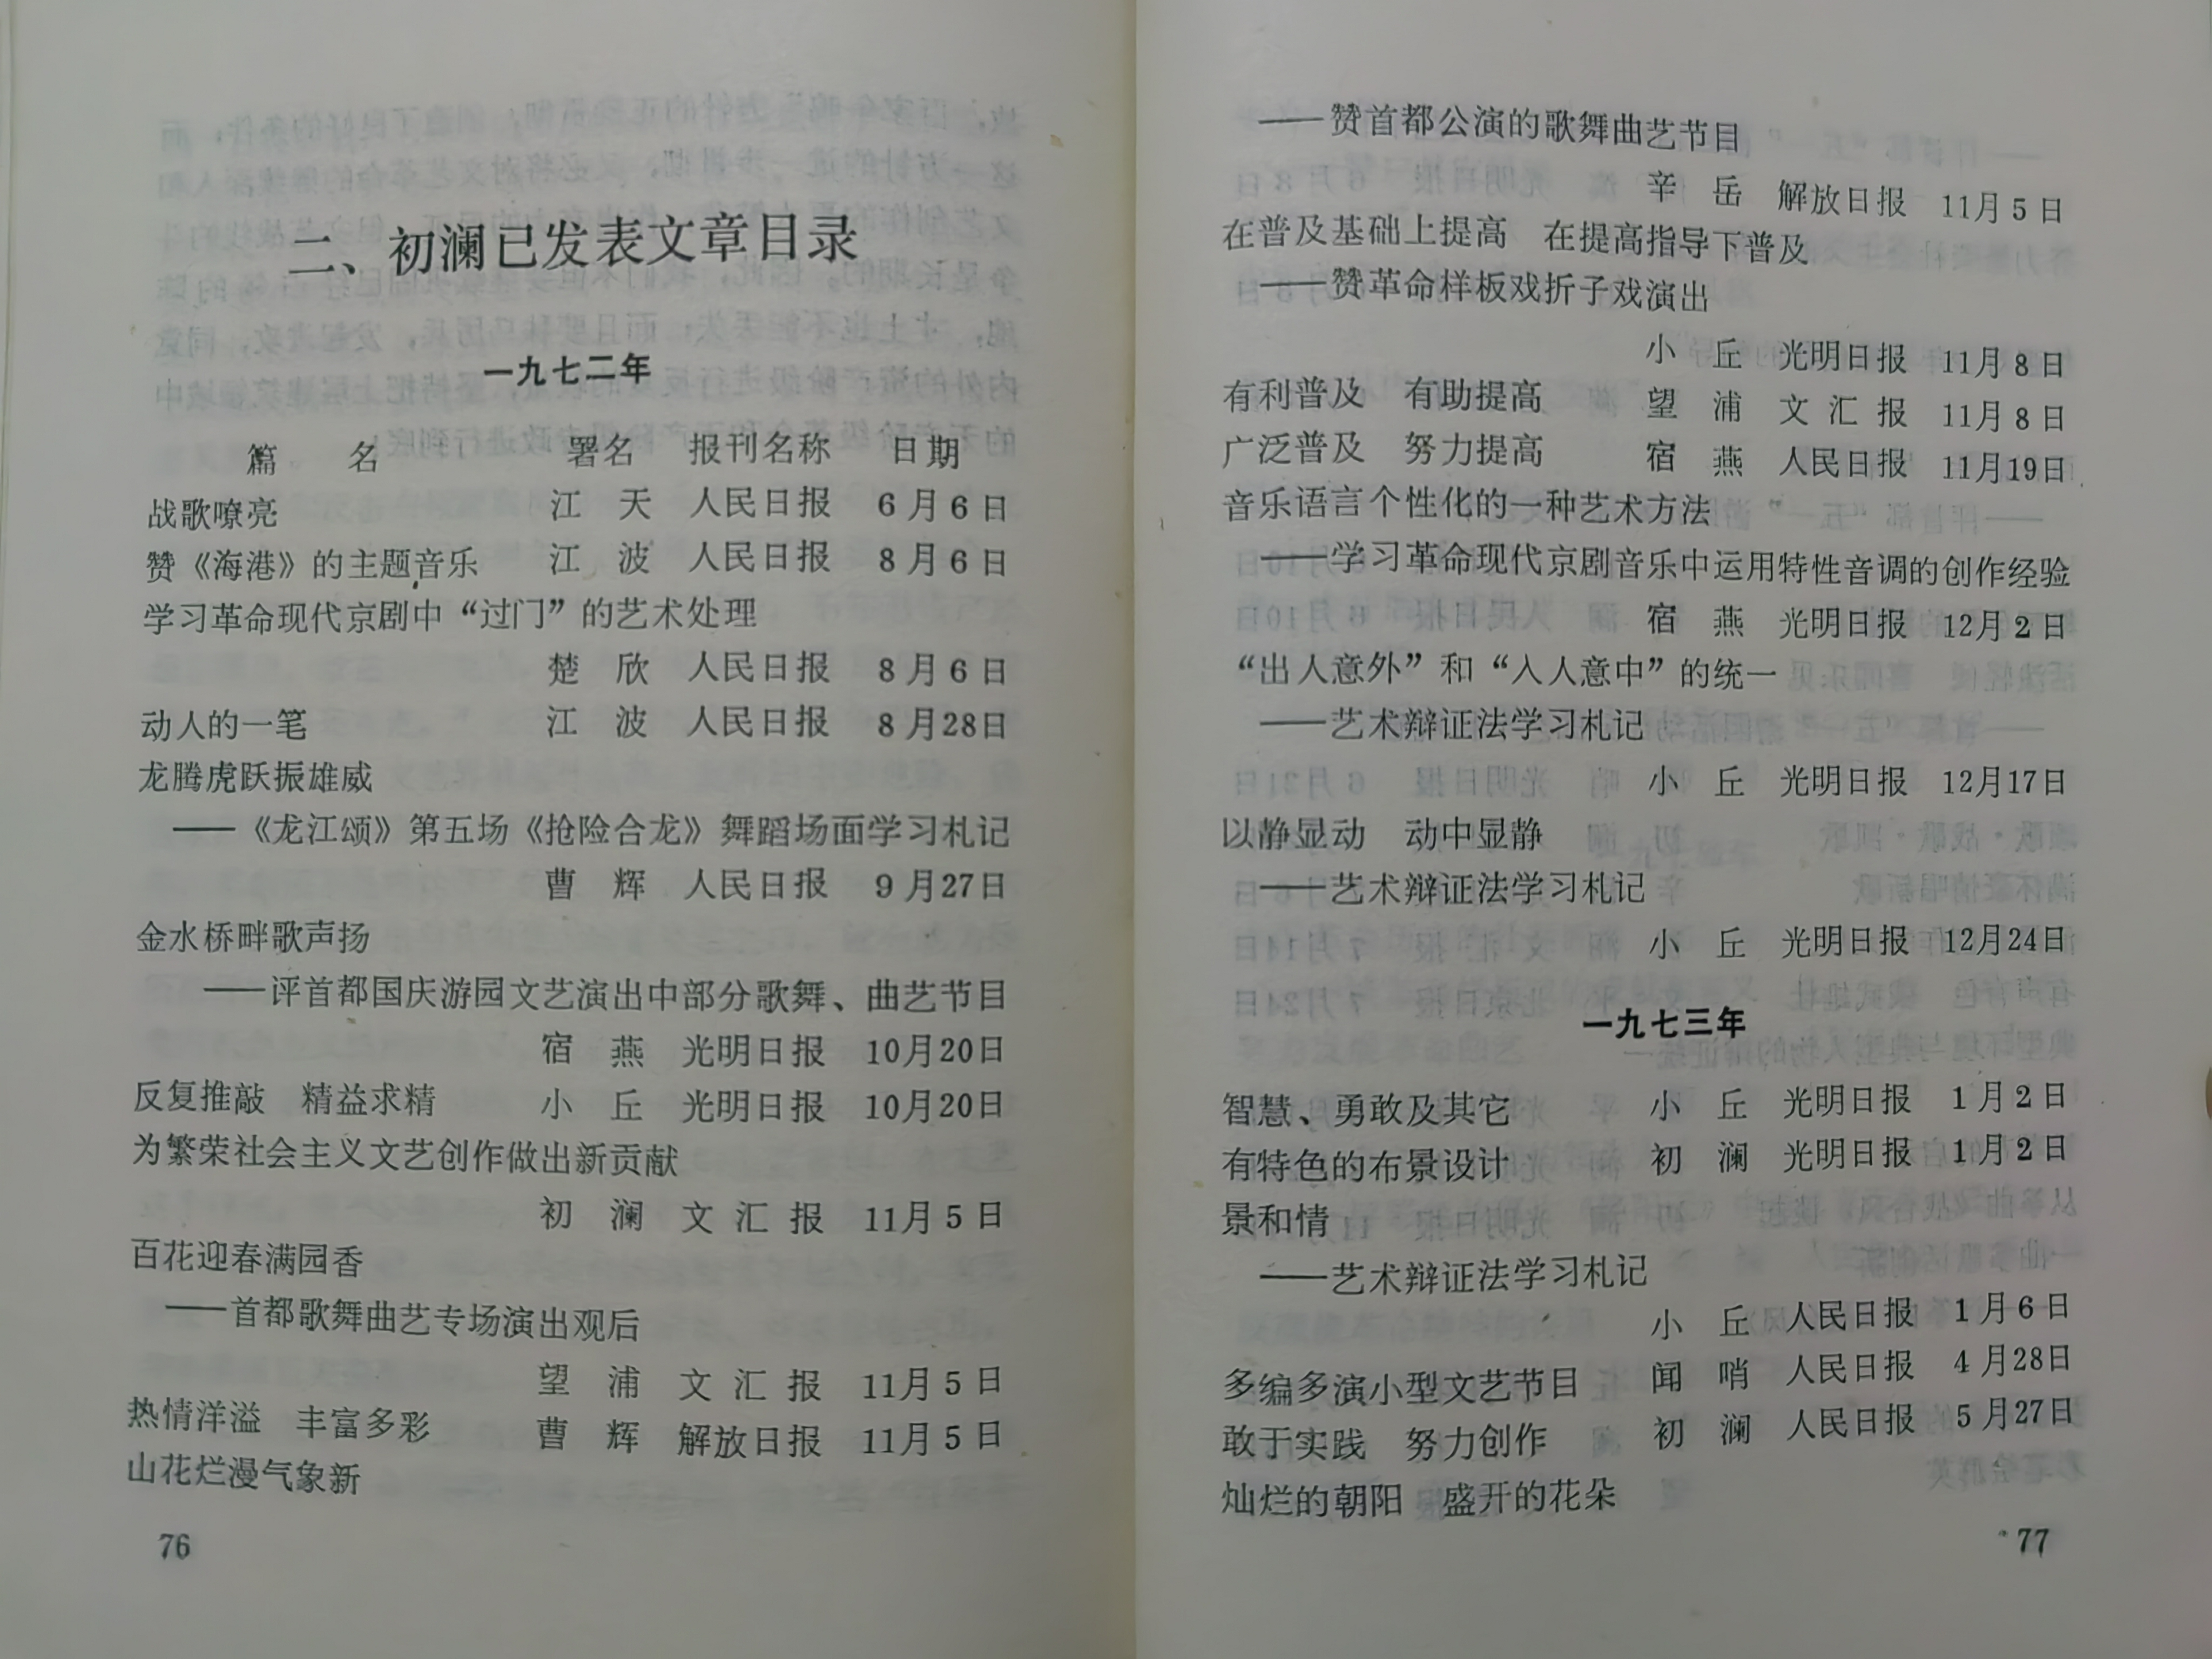 二、初澜已发表文章目录
一九七二年
篇　　名　　署名　报刊名称　日期
战歌嘹亮　　江　天　人民日报　6月6日
赞《海港》的主题音乐　　江　波　人民日报　8月6日
学习革命现代京剧中“过门”的艺术处理
楚　欣　人民日报　8月6日
动人的一笔　　江　波　人民日报　8月28日
龙腾虎跃振雄威
——《龙江颂》第五场《抢险合龙》舞蹈场面学习札记
曹　辉　人民日报　9月27日
金水桥畔歌声扬
——评首都国庆游园文艺演出中部分歌舞、曲艺节目
宿　燕　光明日报　10月20日
反复推敲　精益求精　　小　丘　光明日报　10月20日
为繁荣社会主义文艺创作做出新贡献
初　澜　文汇报　11月5日
百花迎春满园香
——首都歌舞曲艺专场演出观后
望　浦　文汇报　11月5日
热情洋溢　丰富多彩　　曹　辉　解放日报　11月5日
山花烂漫气象新
76
——赞首都公演的歌舞曲艺节目
辛　岳　解放日报　11月5日
在普及基础上提高　在提高指导下普及
——赞革命样板戏折子戏演出
小　丘　光明日报　11月8日
有利普及　有助提高　　望　浦　文汇报　11月8日
广泛普及　努力提高　　宿　燕　人民日报　11月19日
音乐语言个性化的一种艺术方法
——学习革命现代京剧音乐中运用特性音调的创作经验
宿　燕　光明日报　12月2日
“出人意外”和“入人意中”的统一
——艺术辩证法学习札记
小　丘　光明日报　12月17日
以静显动　动中显静
——艺术辩证法学习札记
小　丘　光明日报　12月24日
一九七三年
智慧、勇敢及其它　　小　丘　光明日报　1月2日
有特色的布景设计　　初　澜　光明日报　1月2日
景和情
——艺术辩证法学习札记
小　丘　人民日报　1月6日
多编多演小型文艺节目　　闻　哨　人民日报　4月28日
敢于实践　努力创作　　初　澜　人民日报　5月27日
灿烂的朝阳　盛开的花朵
77